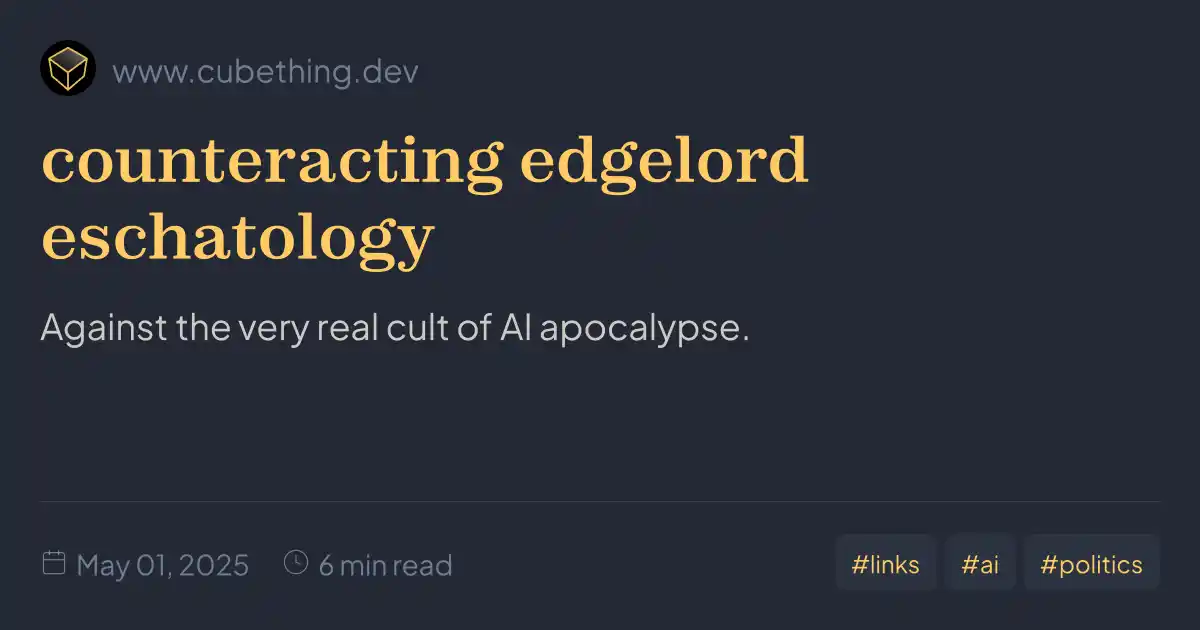 www.cubething.dev
counteracting edgelord
eschatology
Against the very real cult of AI apocalypse.
May 01, 2025 6 min read #links #ai #politics